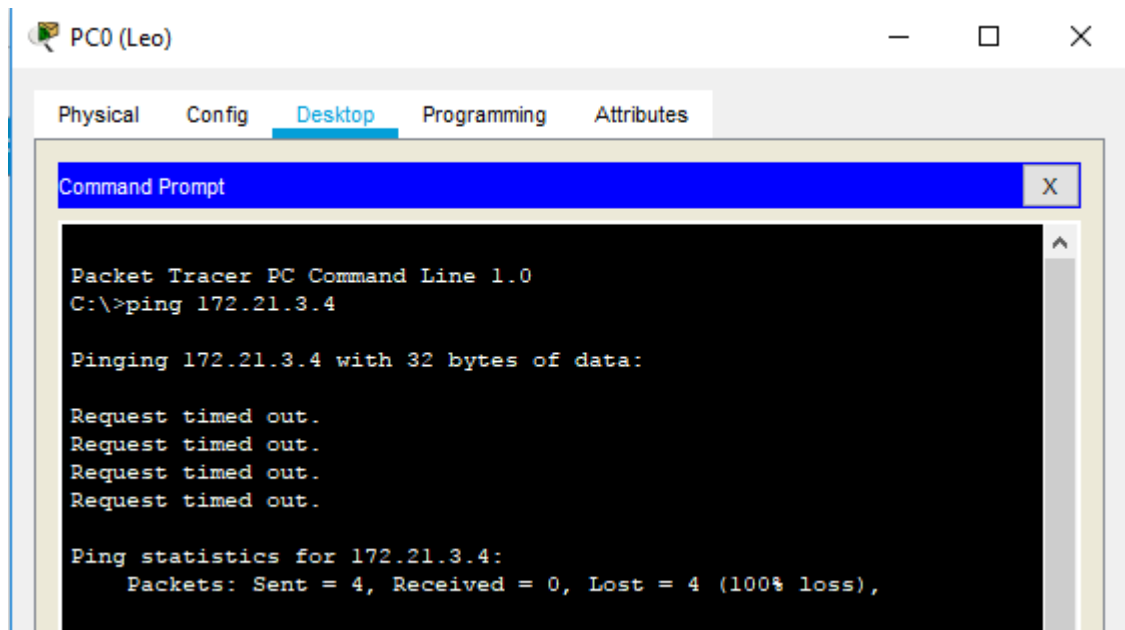 PC0 (Leo)
Physical Config Desktop Programming Attributes
Command Prompt X
Packet Tracer PC Command Line 1.0
C:\>ping 172.21.3.4
Pinging 172.21.3.4 with 32 bytes of data:
Request timed out.
Request timed out.
Request timed out.
Request timed out.
Ping statistics for 172.21.3.4:
Packets: Sent = 4, Received = 0, Lost = 4 (100% loss),